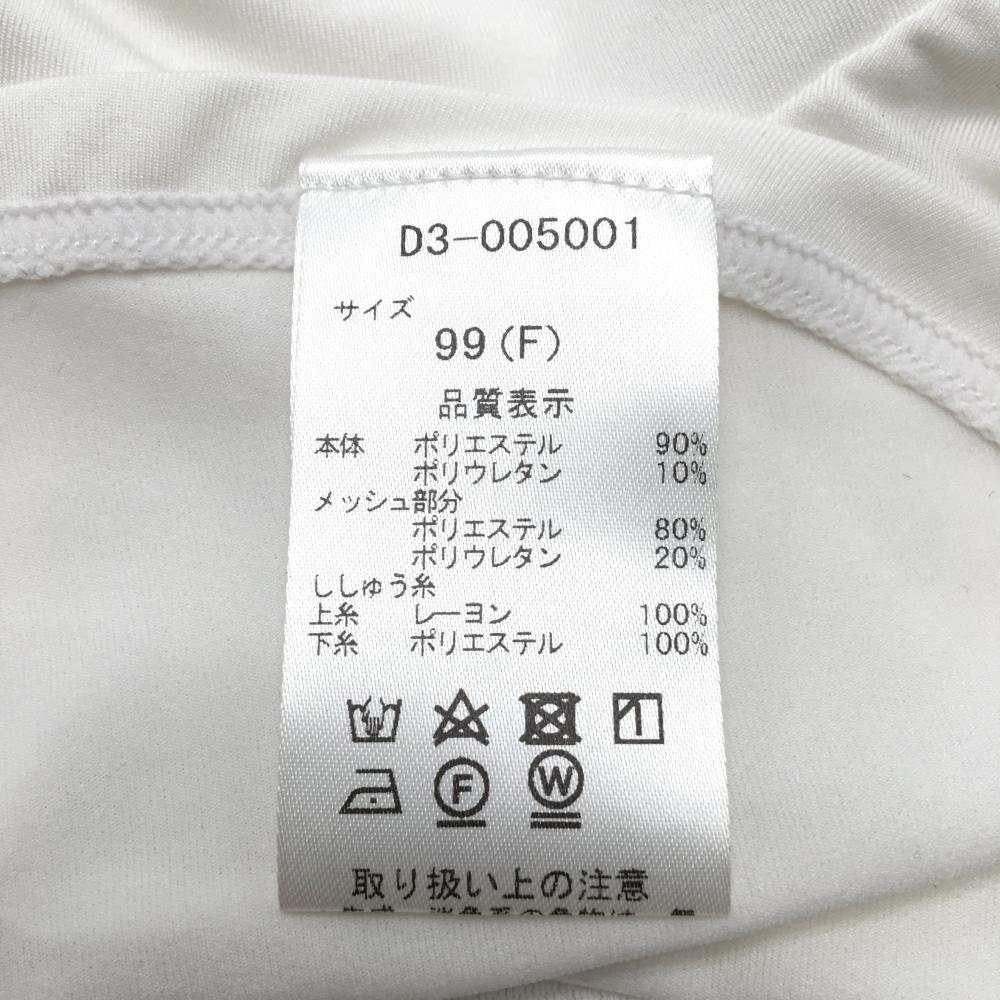 D3-005001
サイズ
99(F)
品質表示
本体 ポリエステル 90%
ポリウレタン 10%
メッシュ部分
ポリエステル 80%
ポリウレタン 20%
ししゅう糸
上糸 レーヨン 100%
下糸 ポリエステル 100%
1
F W
取り扱い上の注意